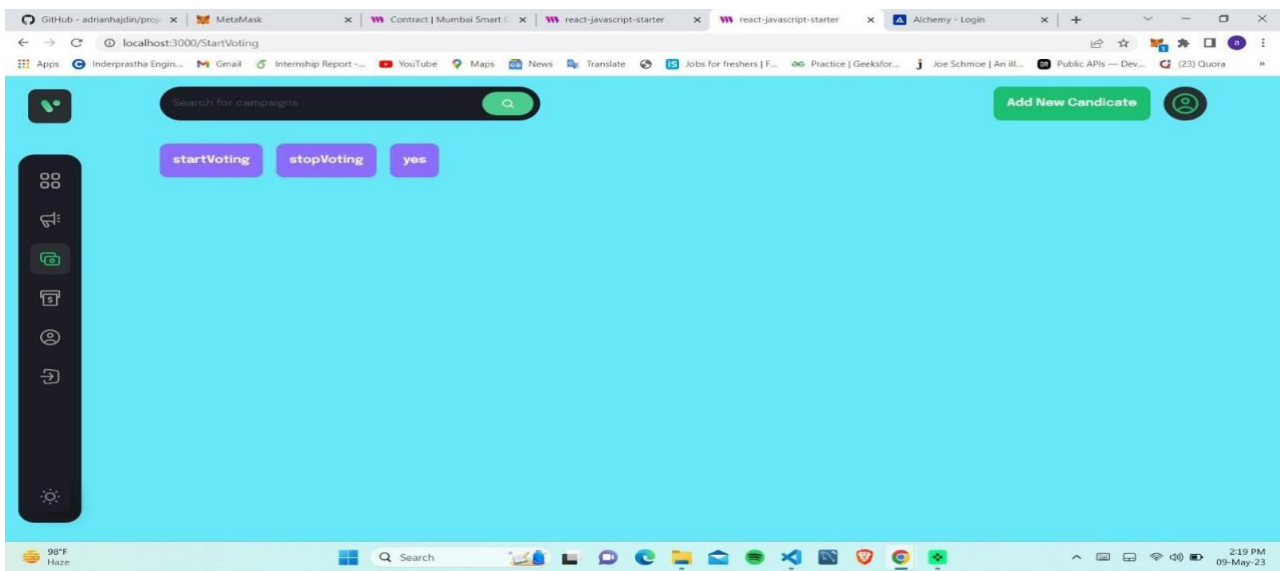 GitHub - adrianhajdin/proje MetaMask Contract | Mumbai Smart C react-javascript-starter react-javascript-starter Alchemy - Login
localhost:3000/StartVoting
Apps Inderprastha Engin... Gmail Internship Report -... YouTube Maps News Translate Jobs for freshers | F... Practice | Geeksfor... Joe Schmoe | An ill... Public APIs — Dev... (23) Quora
Search for campaigns Add New Candicate
startVoting stopVoting yes
98°F
Haze
Search
2:19 PM
09-May-23